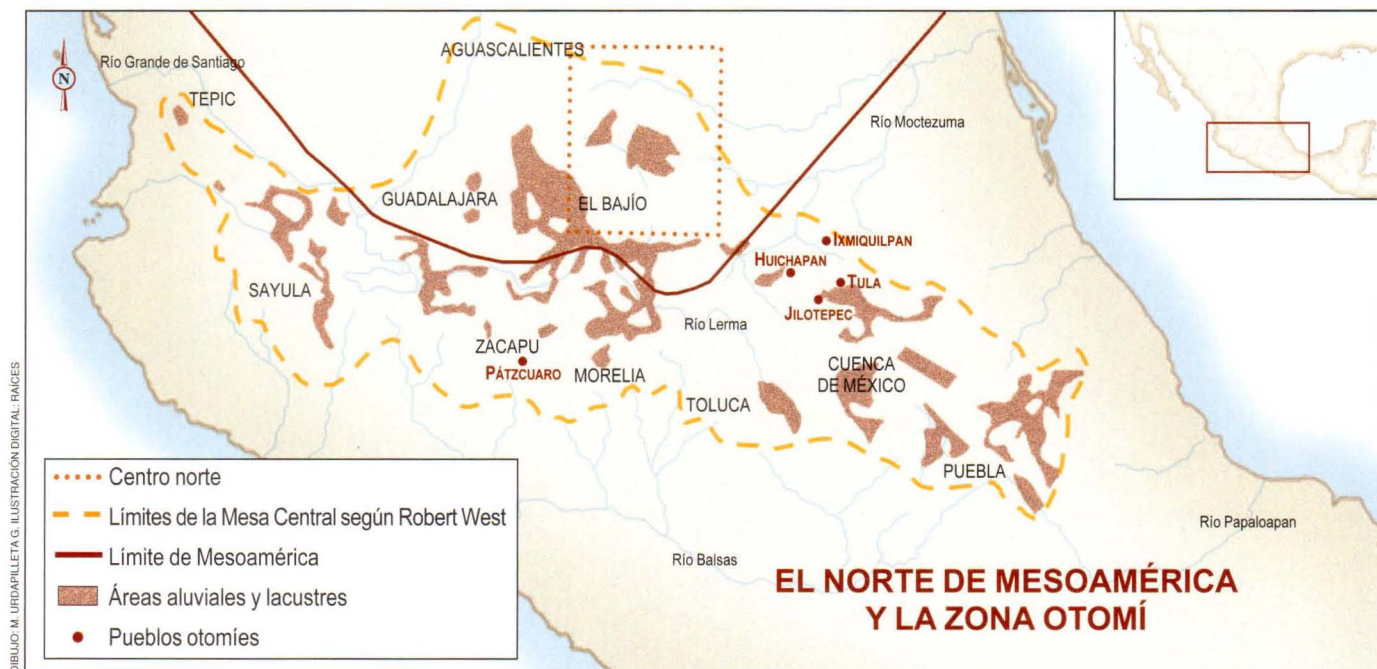 N
AGUASCALIENTES
Río Grande de Santiago
TEPIC
Río Moctezuma
GUADALAJARA
EL BAJÍO
IXMIQUILPAN
HUICHAPAN
TULA
SAYULA
JILOTEPEC
Río Lerma
ZACAPU
PÁTZCUARO
MORELIA
CUENCA
DE MÉXICO
TOLUCA
PUEBLA
Río Papaloapan
Río Balsas
Centro norte
Límites de la Mesa Central según Robert West
Límite de Mesoamérica
Áreas aluviales y lacustres
Pueblos otomíes
EL NORTE DE MESOAMÉRICA
Y LA ZONA OTOMÍ
DIBUJO: M. URDAPILLETA G. ILUSTRACIÓN DIGITAL: RAÍCES